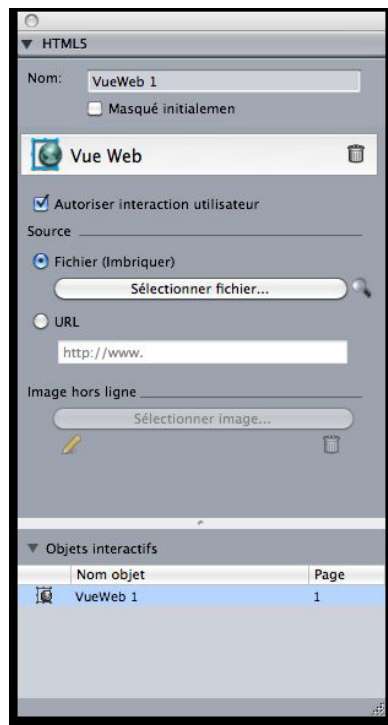 HTML5
Nom: VueWeb 1
Masqué initialemen
Vue Web
Autoriser interaction utilisateur
Source
Fichier (Imbriquer)
Sélectionner fichier...
URL
http://www.
Image hors ligne
Sélectionner image...
Objets interactifs
Nom objet Page
VueWeb 1 1